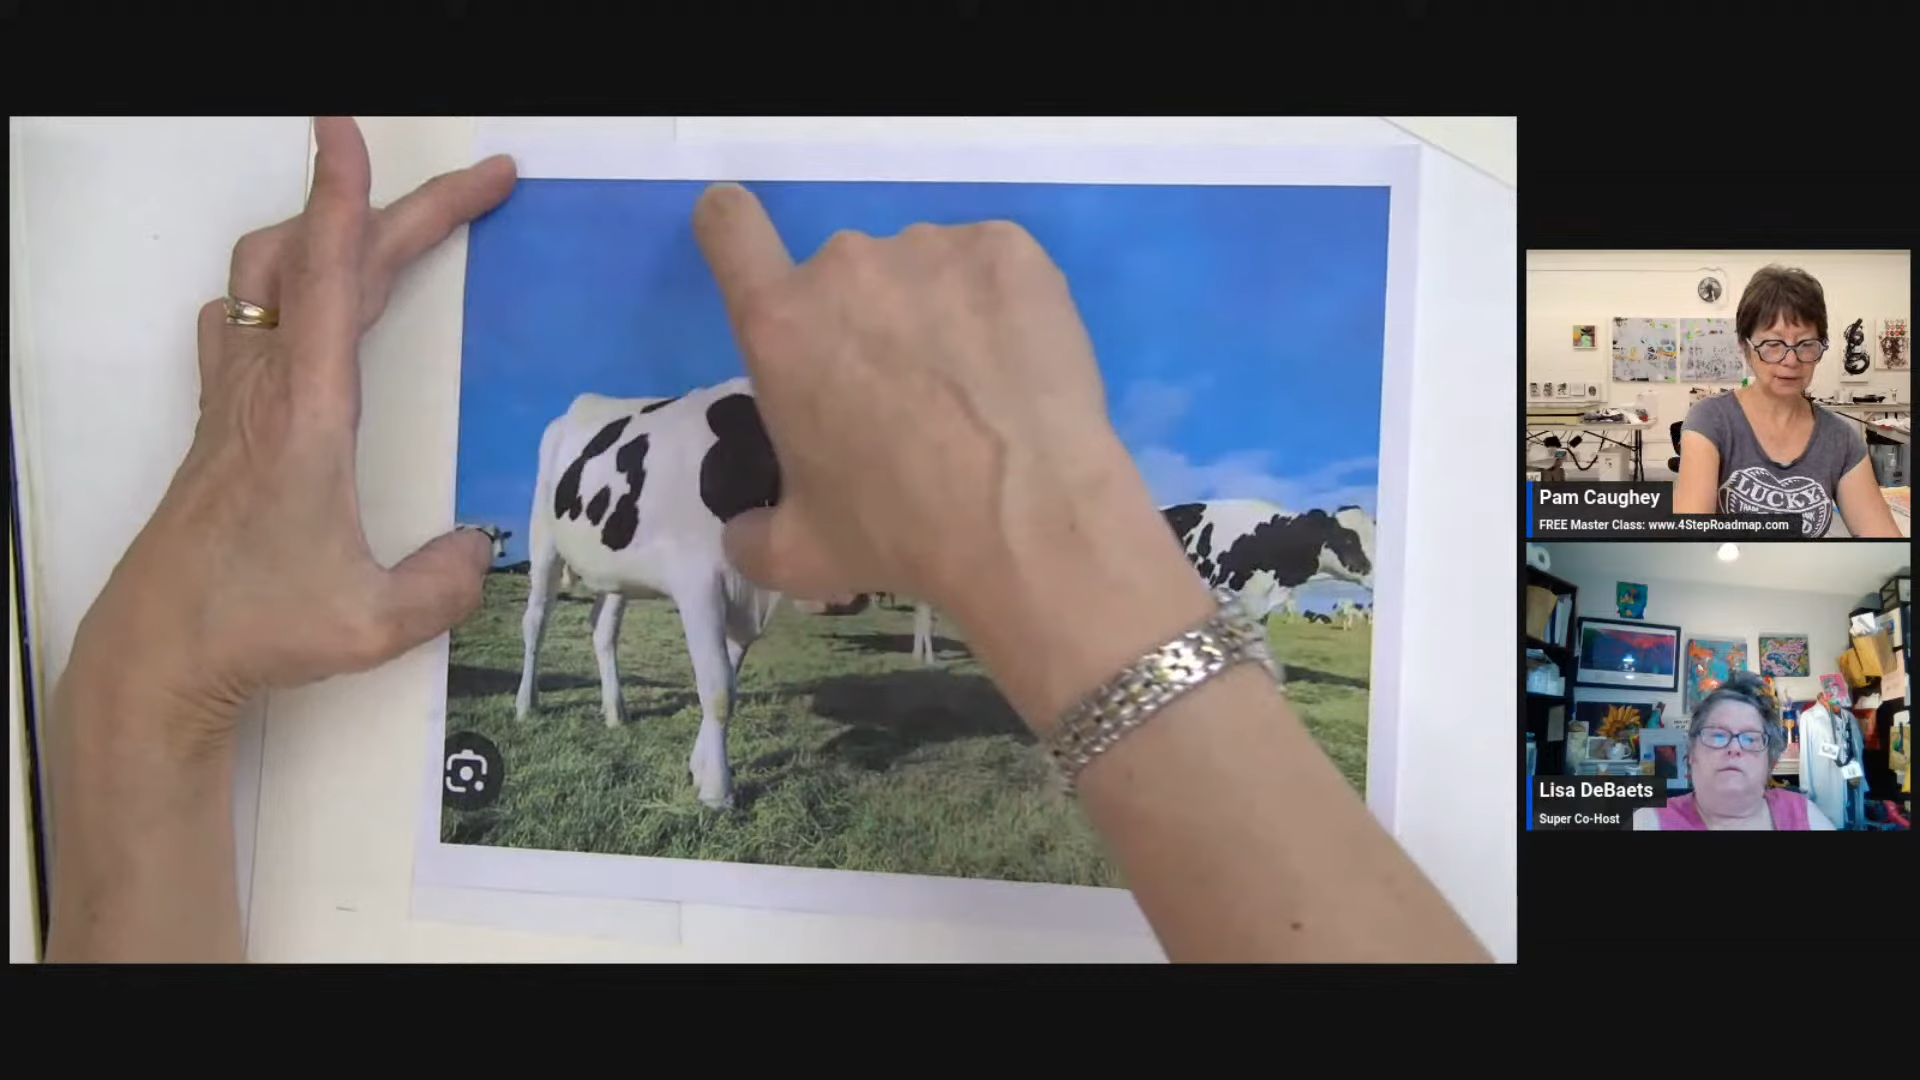 Pam Caughey
FREE Master Class: www.4StepRoadmap.com
LUCKY
Lisa DeBaets
Super Co-Host